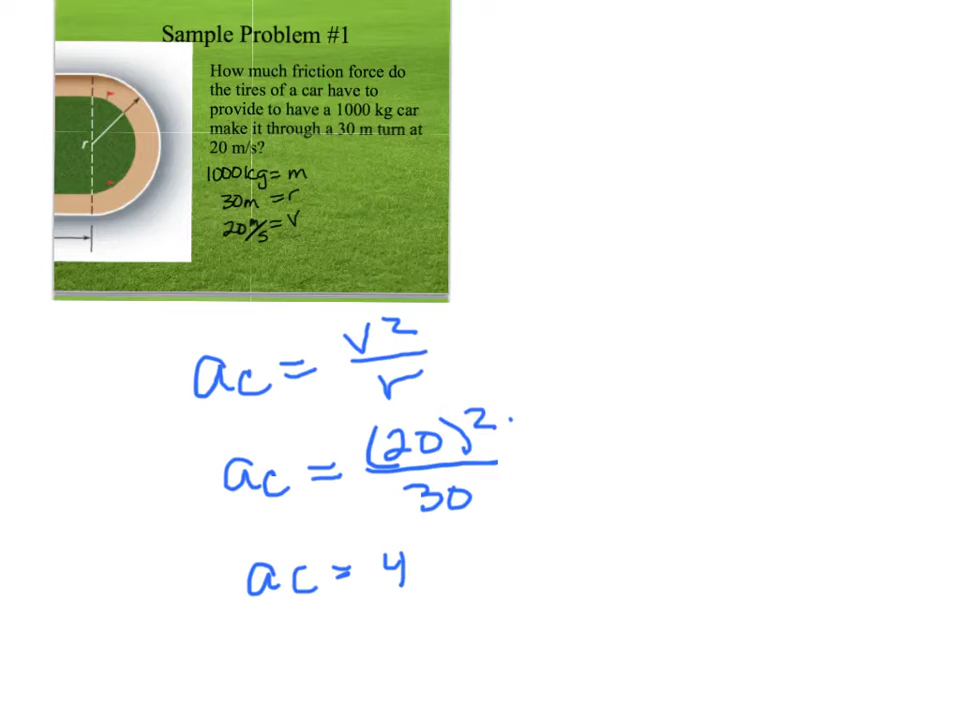 Sample Problem #1
How much friction force do
the tires of a car have to
provide to have a 1000 kg car
make it through a 30 m turn at
20 m/s?
r
1000kg = m
30m = r
20 m/s = v
ac = v²/r
ac = (20)²/30
ac = 4